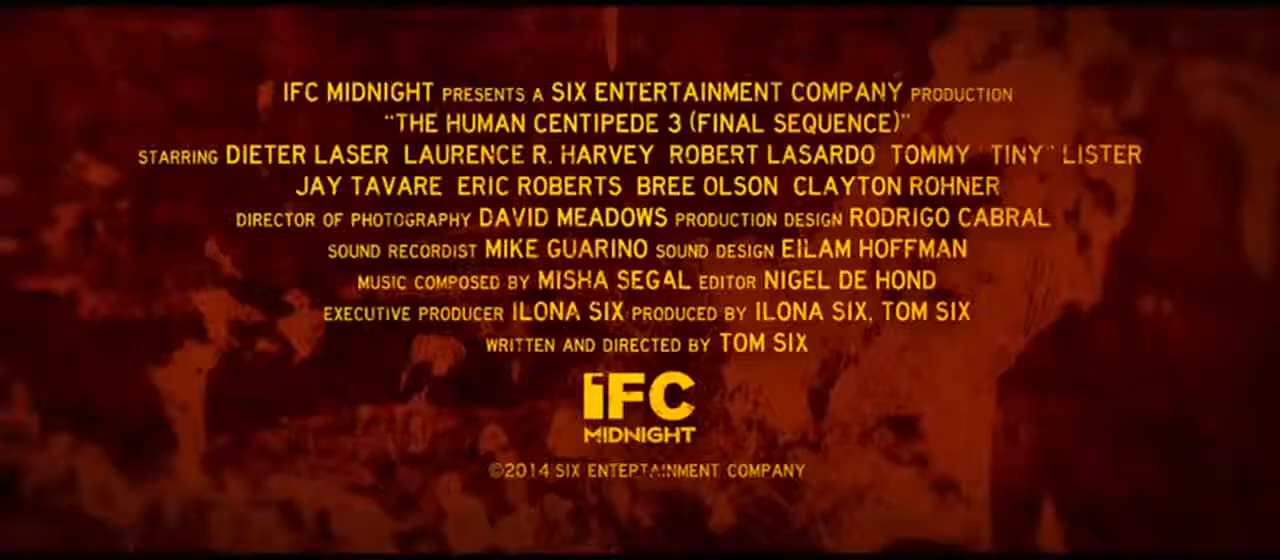 IFC MIDNIGHT PRESENTS A SIX ENTERTAINMENT COMPANY PRODUCTION
"THE HUMAN CENTIPEDE 3 (FINAL SEQUENCE)"
STARRING DIETER LASER LAURENCE R. HARVEY ROBERT LASARDO TOMMY "TINY" LISTER
JAY TAVARE ERIC ROBERTS BREE OLSON CLAYTON ROHNER
DIRECTOR OF PHOTOGRAPHY DAVID MEADOWS PRODUCTION DESIGN RODRIGO CABRAL
SOUND RECORDIST MIKE GUARINO SOUND DESIGN EILAM HOFFMAN
MUSIC COMPOSED BY MISHA SEGAL EDITOR NIGEL DE HOND
EXECUTIVE PRODUCER ILONA SIX PRODUCED BY ILONA SIX, TOM SIX
WRITTEN AND DIRECTED BY TOM SIX
iFC
MIDNIGHT
©2014 SIX ENTERTAINMENT COMPANY